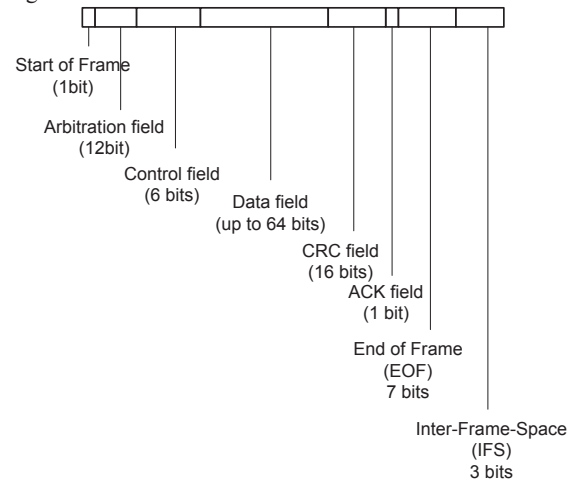 Start of Frame
(1bit)
Arbitration field
(12bit)
Control field
(6 bits)
Data field
(up to 64 bits)
CRC field
(16 bits)
ACK field
(1 bit)
End of Frame
(EOF)
7 bits
Inter-Frame-Space
(IFS)
3 bits